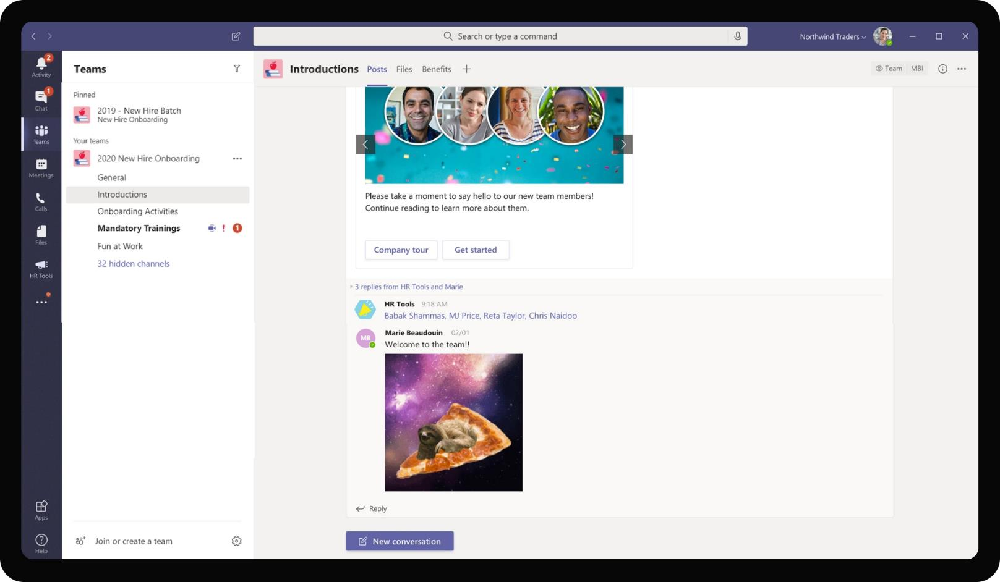 Search or type a command
Northwind Traders
2
Activity
1
Chat
Teams
Meetings
Calls
Files
HR Tools
Apps
Help
Teams
Pinned
2019 - New Hire Batch
New Hire Onboarding
Your teams
2020 New Hire Onboarding
General
Introductions
Onboarding Activities
Mandatory Trainings ! 1
Fun at Work
32 hidden channels
Join or create a team
Introductions Posts Files Benefits
Team MBI
Please take a moment to say hello to our new team members!
Continue reading to learn more about them.
Company tour Get started
3 replies from HR Tools and Marie
HR Tools 9:18 AM
Babak Shammas, MJ Price, Reta Taylor, Chris Naidoo
MB
Marie Beaudouin 02/01
Welcome to the team!!
Reply
New conversation